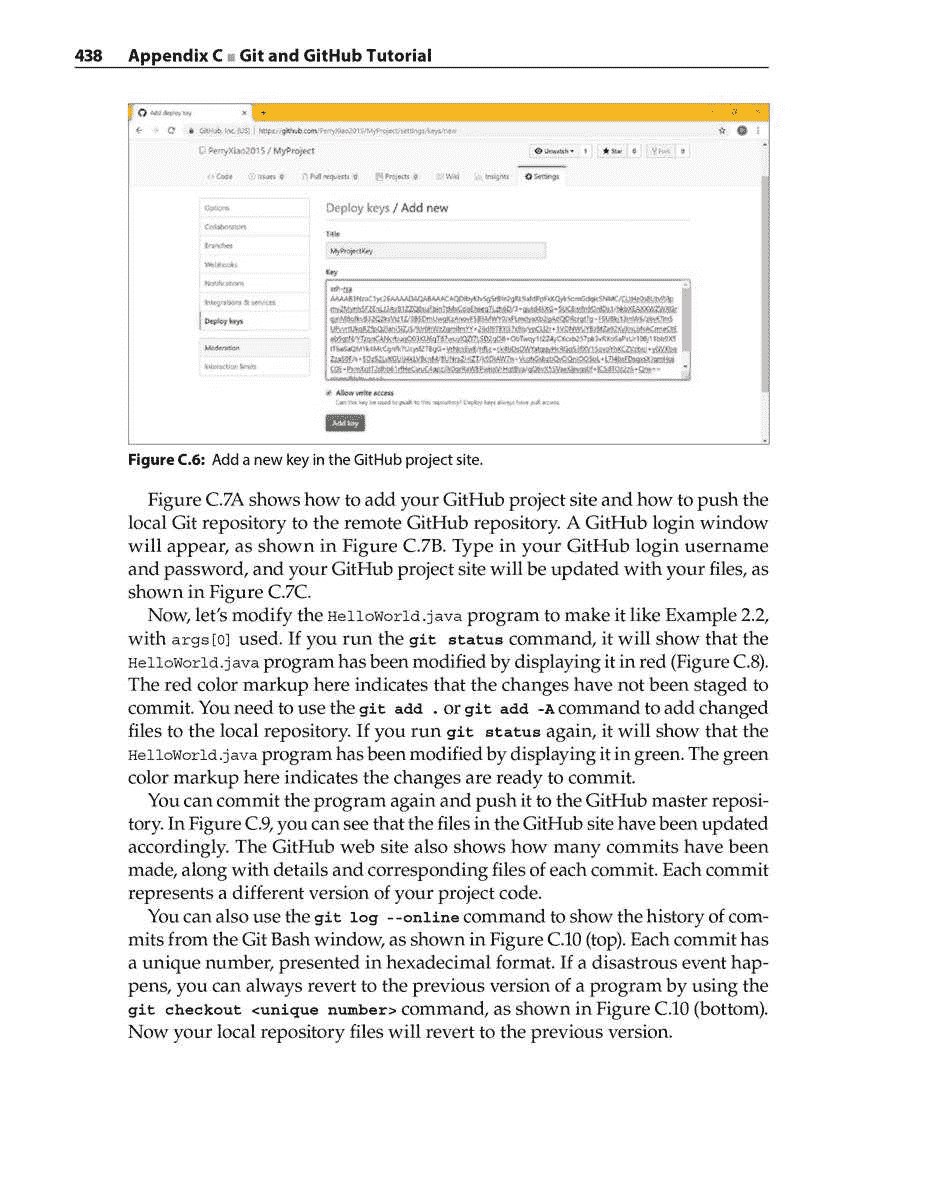 438 Appendix C ■ Git and GitHub Tutorial
Add deploy key
GitHub, Inc. [US] | https://github.com/PerryXiao2015/MyProject/settings/keys/new
PerryXiao2015 / MyProject
Unwatch 1 Star 0 Fork 0
Code Issues 0 Pull requests 0 Projects 0 Wiki Insights Settings
Options
Collaborators
Branches
Webhooks
Notifications
Integrations & services
Deploy keys
Moderation
Interaction limits
Deploy keys / Add new
Title
MyProjectKey
Key
ssh-rsa
Allow write access
Can this key be used to push to this repository? Deploy keys always have pull access.
Add key
Figure C.6: Add a new key in the GitHub project site.
Figure C.7A shows how to add your GitHub project site and how to push the
local Git repository to the remote GitHub repository. A GitHub login window
will appear, as shown in Figure C.7B. Type in your GitHub login username
and password, and your GitHub project site will be updated with your files, as
shown in Figure C.7C.
Now, let's modify the HelloWorld.java program to make it like Example 2.2,
with args[0] used. If you run the git status command, it will show that the
HelloWorld.java program has been modified by displaying it in red (Figure C.8).
The red color markup here indicates that the changes have not been staged to
commit. You need to use the git add . or git add -A command to add changed
files to the local repository. If you run git status again, it will show that the
HelloWorld.java program has been modified by displaying it in green. The green
color markup here indicates the changes are ready to commit.
You can commit the program again and push it to the GitHub master reposi-
tory. In Figure C.9, you can see that the files in the GitHub site have been updated
accordingly. The GitHub web site also shows how many commits have been
made, along with details and corresponding files of each commit. Each commit
represents a different version of your project code.
You can also use the git log --online command to show the history of com-
mits from the Git Bash window, as shown in Figure C.10 (top). Each commit has
a unique number, presented in hexadecimal format. If a disastrous event hap-
pens, you can always revert to the previous version of a program by using the
git checkout <unique number> command, as shown in Figure C.10 (bottom).
Now your local repository files will revert to the previous version.